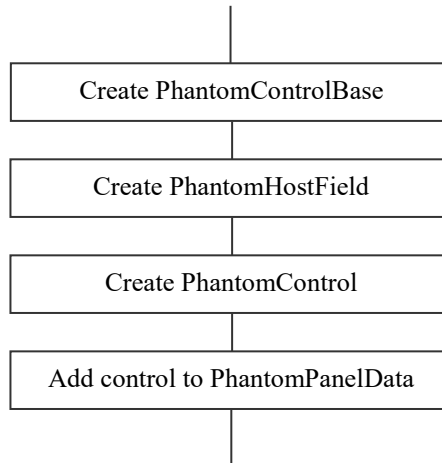 Create PhantomControlBase
Create PhantomHostField
Create PhantomControl
Add control to PhantomPanelData